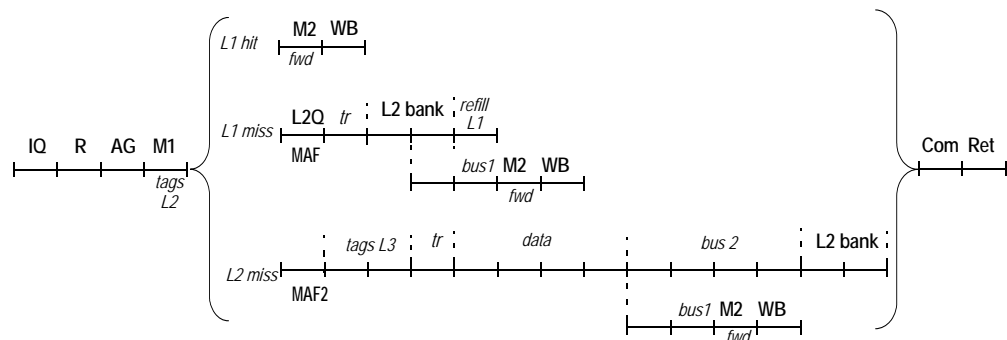 M2 WB
L1 hit
fwd
L2Q tr L2 bank refill L1
L1 miss
MAF
IQ R AG M1
tags L2
bus1 M2 WB
fwd
Com Ret
tags L3 tr data bus 2 L2 bank
L2 miss
MAF2
bus1 M2 WB
fwd